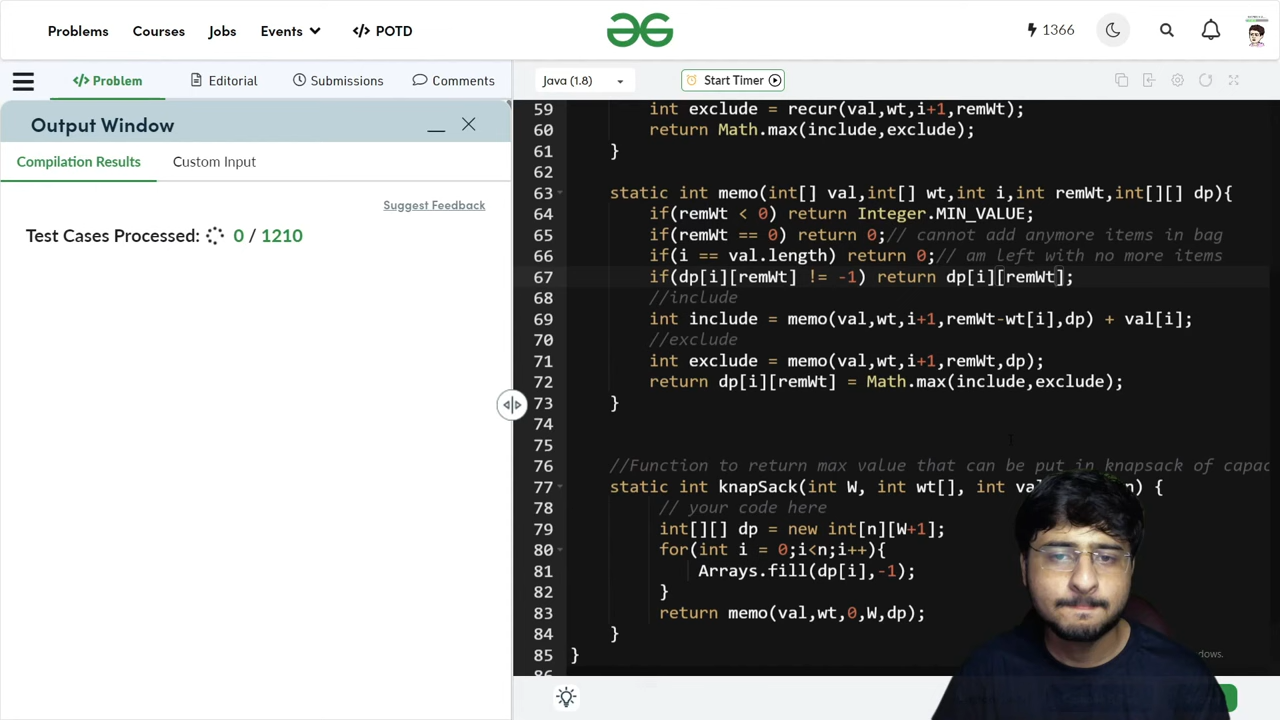 Problems Courses Jobs Events </> POTD
1366
</> Problem Editorial Submissions Comments
Java (1.8) Start Timer
Output Window
Compilation Results Custom Input
Suggest Feedback
Test Cases Processed: 0 / 1210
59 int exclude = recur(val,wt,i+1,remWt);
60 return Math.max(include,exclude);
61 }
62
63 static int memo(int[] val,int[] wt,int i,int remWt,int[][] dp){
64 if(remWt < 0) return Integer.MIN_VALUE;
65 if(remWt == 0) return 0;// cannot add anymore items in bag
66 if(i == val.length) return 0;// am left with no more items
67 if(dp[i][remWt] != -1) return dp[i][remWt];
68 //include
69 int include = memo(val,wt,i+1,remWt-wt[i],dp) + val[i];
70 //exclude
71 int exclude = memo(val,wt,i+1,remWt,dp);
72 return dp[i][remWt] = Math.max(include,exclude);
73 }
74
75
76 //Function to return max value that can be put in knapsack of capac
77 static int knapSack(int W, int wt[], int ) {
78 // your code here
79 int[][] dp = new int[n][W+1];
80 for(int i = 0;i<n;i++){
81 Arrays.fill(dp[i],-1);
82 }
83 return memo(val,wt,0,W,dp);
84 }
85 }
dows.